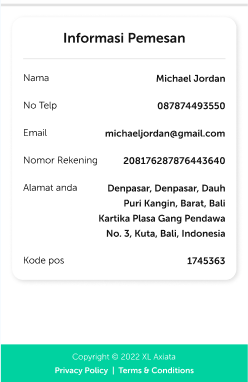 Informasi Pemesan
Nama Michael Jordan
No Telp 087874493550
Email michaeljordan@gmail.com
Nomor Rekening 208176287876443640
Alamat anda Denpasar, Denpasar, Dauh
Puri Kangin, Barat, Bali
Kartika Plasa Gang Pendawa
No. 3, Kuta, Bali, Indonesia
Kode pos 1745363
Copyright © 2022 XL Axiata
Privacy Policy | Terms & Conditions